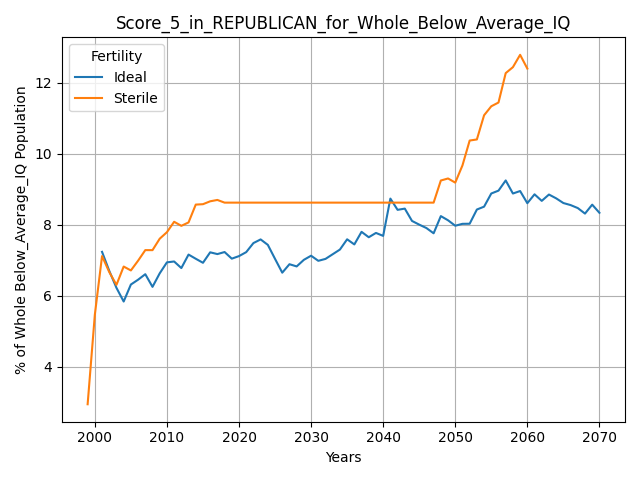 Score_5_in_REPUBLICAN_for_Whole_Below_Average_IQ
Fertility
Ideal
Sterile
% of Whole Below_Average_IQ Population
12
10
8
6
4
2000 2010 2020 2030 2040 2050 2060 2070
Years